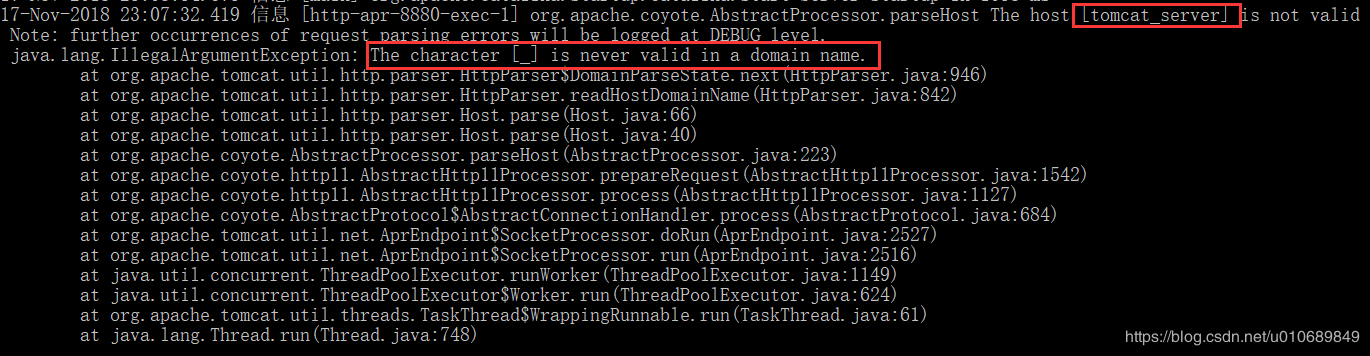 17-Nov-2018 23:07:32.419 信息 [http-apr-8880-exec-1] org.apache.coyote.AbstractProcessor.parseHost The host [tomcat_server] is not valid
Note: further occurrences of request parsing errors will be logged at DEBUG level.
java.lang.IllegalArgumentException: The character [_] is never valid in a domain name.
at org.apache.tomcat.util.http.parser.HttpParser$DomainParseState.next(HttpParser.java:946)
at org.apache.tomcat.util.http.parser.HttpParser.readHostDomainName(HttpParser.java:842)
at org.apache.tomcat.util.http.parser.Host.parse(Host.java:66)
at org.apache.tomcat.util.http.parser.Host.parse(Host.java:40)
at org.apache.coyote.AbstractProcessor.parseHost(AbstractProcessor.java:223)
at org.apache.coyote.http11.AbstractHttp11Processor.prepareRequest(AbstractHttp11Processor.java:1542)
at org.apache.coyote.http11.AbstractHttp11Processor.process(AbstractHttp11Processor.java:1127)
at org.apache.coyote.AbstractProtocol$AbstractConnectionHandler.process(AbstractProtocol.java:684)
at org.apache.tomcat.util.net.AprEndpoint$SocketProcessor.doRun(AprEndpoint.java:2527)
at org.apache.tomcat.util.net.AprEndpoint$SocketProcessor.run(AprEndpoint.java:2516)
at java.util.concurrent.ThreadPoolExecutor.runWorker(ThreadPoolExecutor.java:1149)
at java.util.concurrent.ThreadPoolExecutor$Worker.run(ThreadPoolExecutor.java:624)
at org.apache.tomcat.util.threads.TaskThread$WrappingRunnable.run(TaskThread.java:61)
at java.lang.Thread.run(Thread.java:748)
https://blog.csdn.net/u010689849